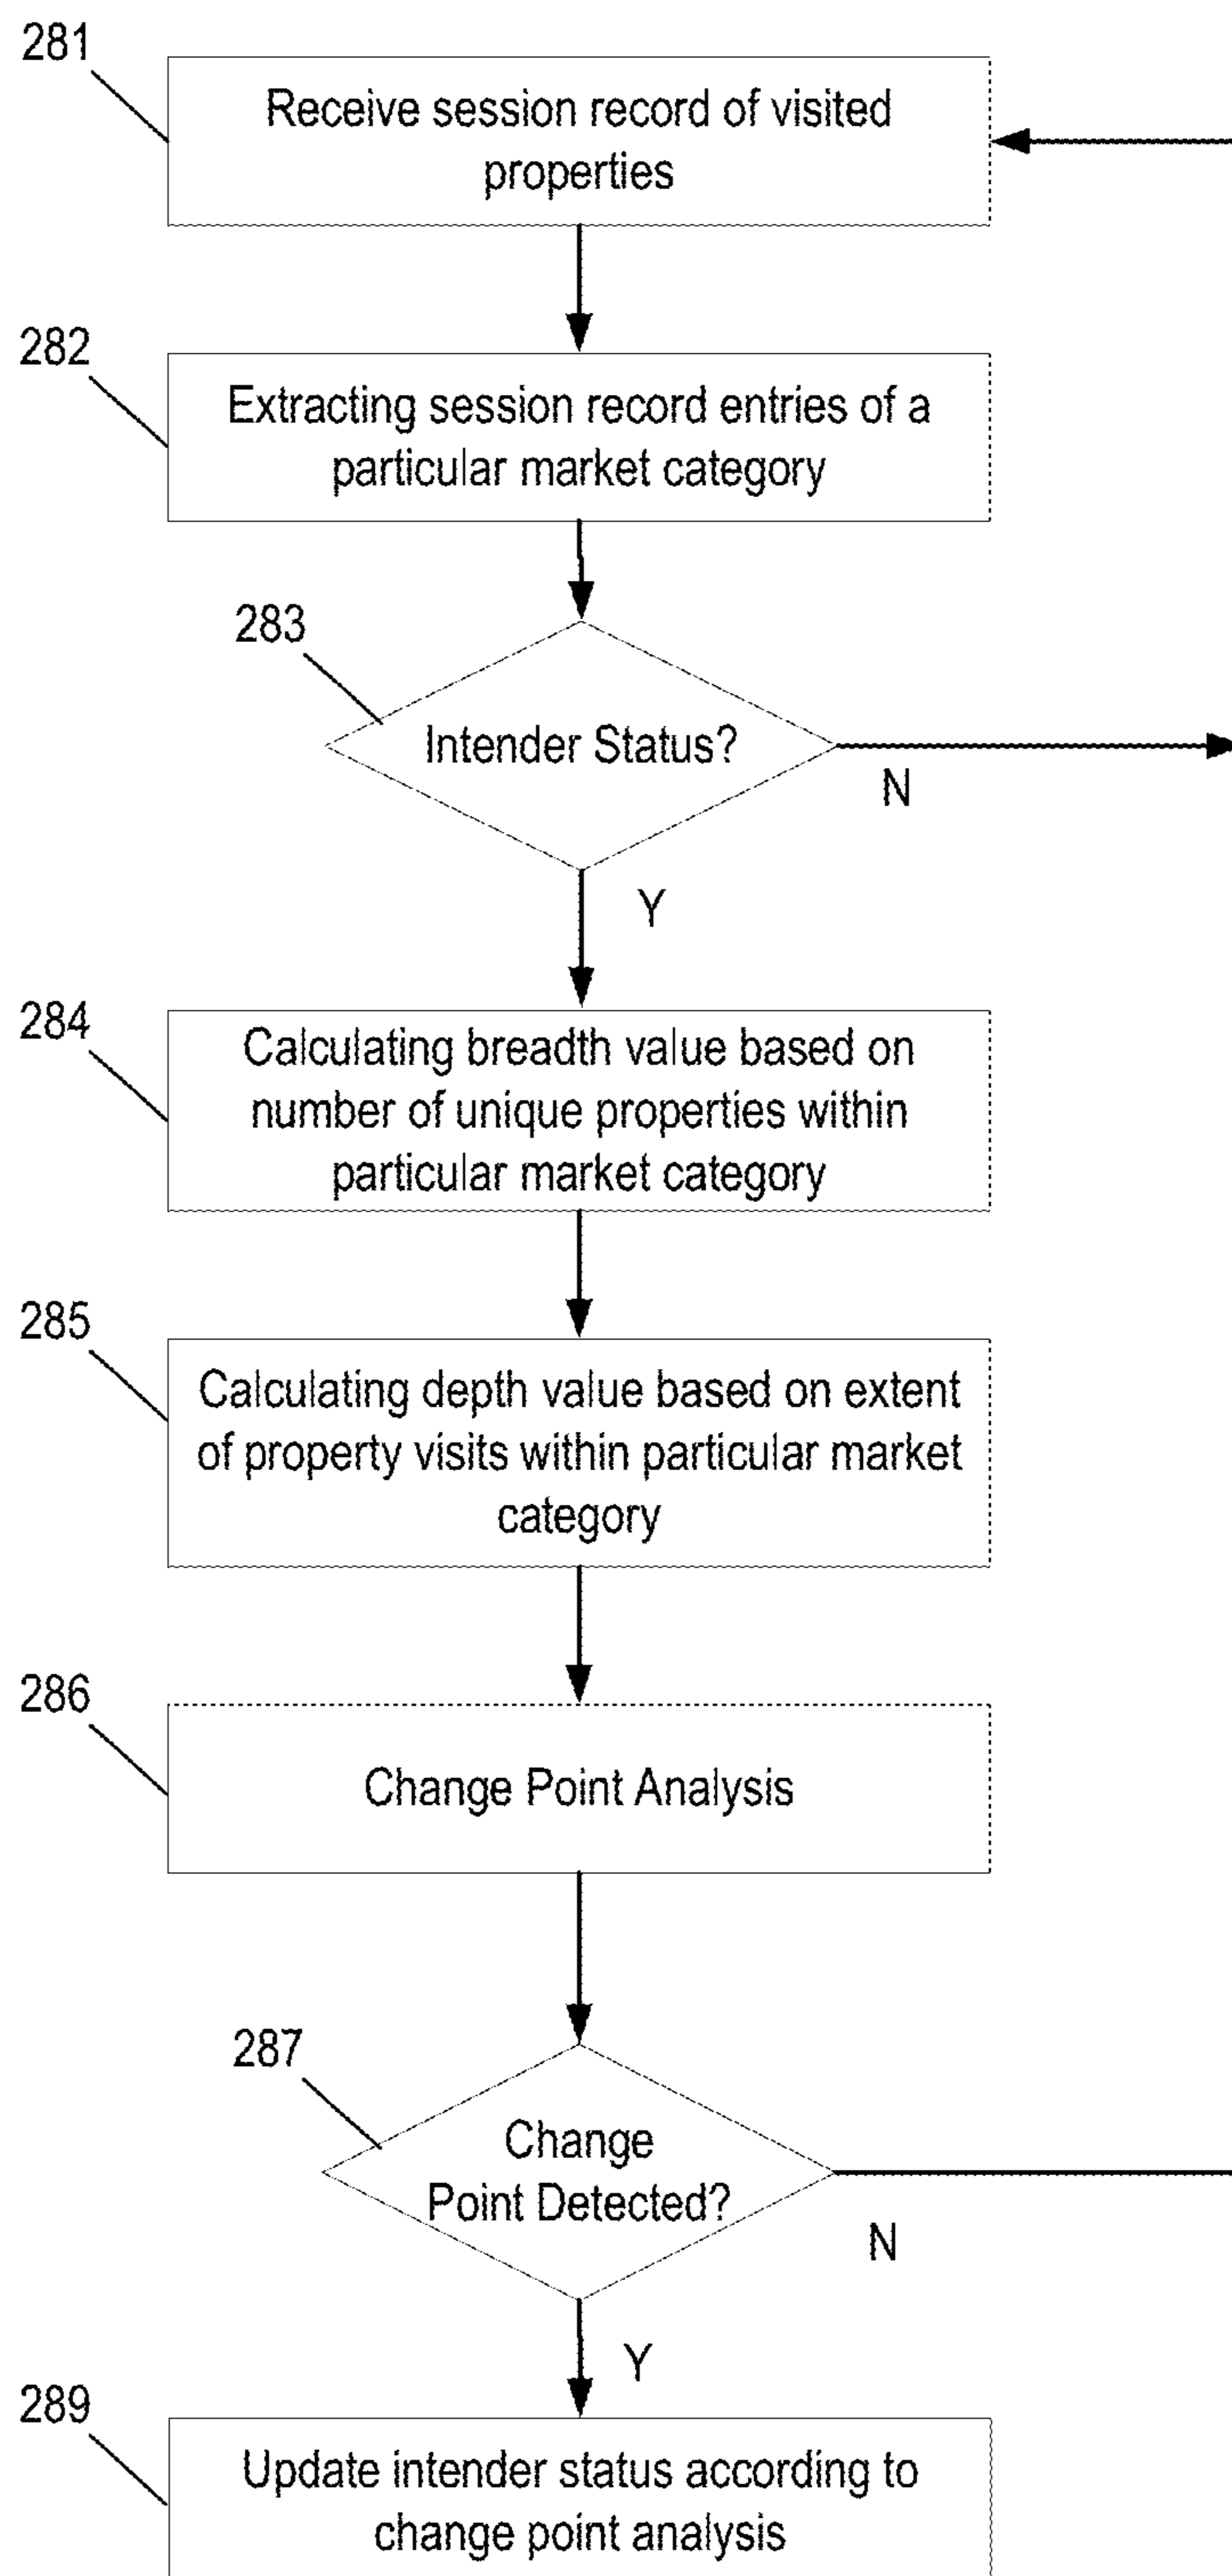 281
Receive session record of visited
properties
282
Extracting session record entries of a
particular market category
283
Intender Status?
N
Y
284
Calculating breadth value based on
number of unique properties within
particular market category
285
Calculating depth value based on extent
of property visits within particular market
category
286
Change Point Analysis
287
Change
Point Detected?
N
Y
289
Update intender status according to
change point analysis